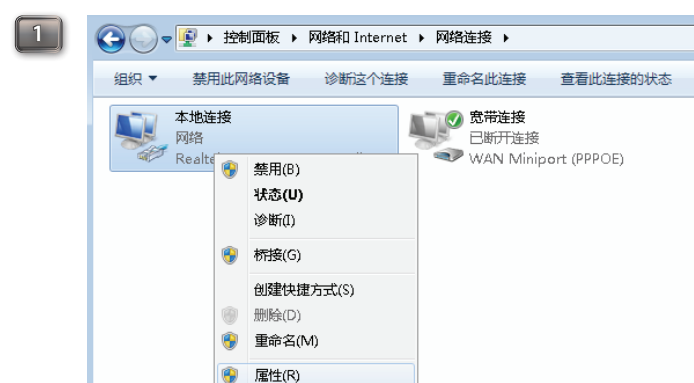 1
控制面板 网络和 Internet 网络连接
组织 禁用此网络设备 诊断这个连接 重命名此连接 查看此连接的状态
本地连接
网络
宽带连接
已断开连接
WAN Miniport (PPPOE)
禁用(B)
状态(U)
诊断(I)
桥接(G)
创建快捷方式(S)
删除(D)
重命名(M)
属性(R)